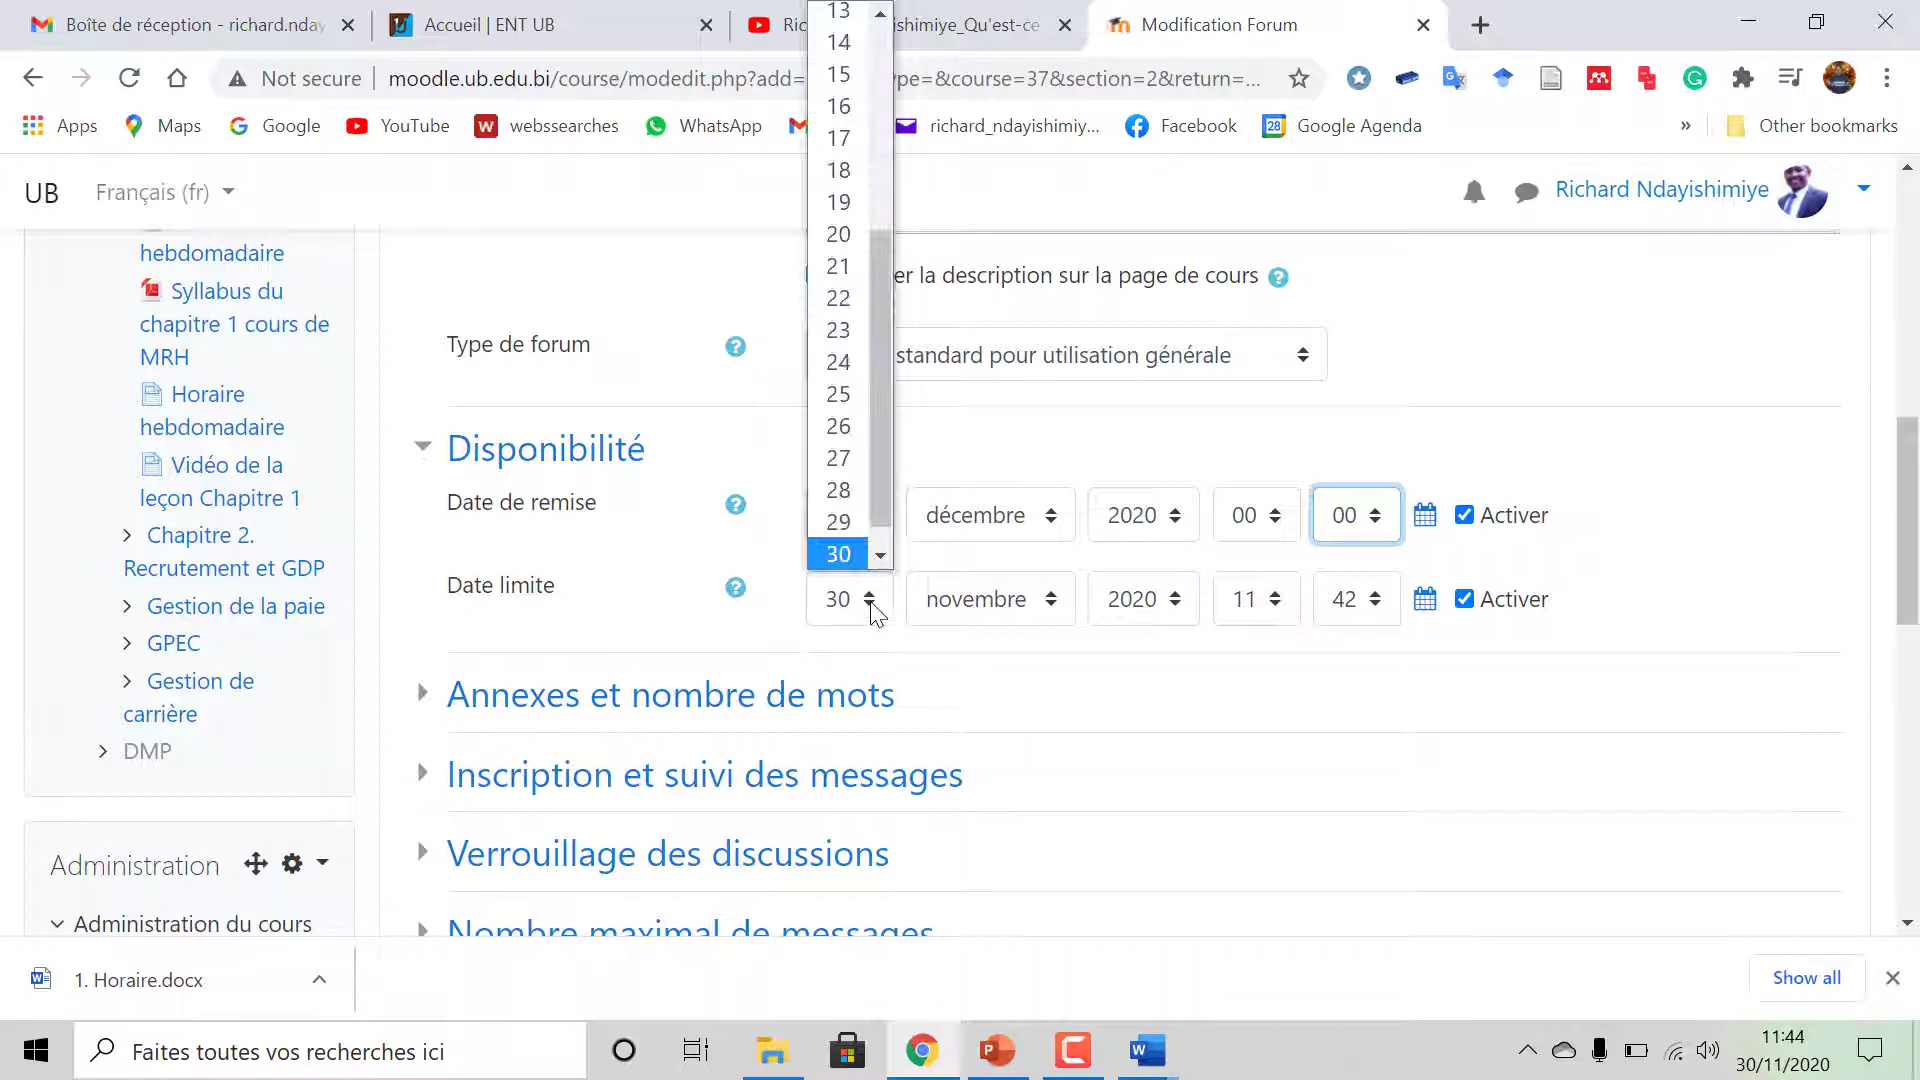 Boîte de réception - richard.nday
Accueil | ENT UB
Ric
ishimiye_Qu'est-ce
Modification Forum
Not secure
moodle.ub.edu.bi/course/modedit.php?add=
pe=&course=37&section=2&return=...
Apps
Maps
Google
YouTube
webssearches
WhatsApp
richard_ndayishimiy...
Facebook
Google Agenda
»
Other bookmarks
UB
Français (fr)
Richard Ndayishimiye
hebdomadaire
Syllabus du
chapitre 1 cours de
MRH
Horaire
hebdomadaire
Vidéo de la
leçon Chapitre 1
Chapitre 2.
Recrutement et GDP
Gestion de la paie
GPEC
Gestion de
carrière
DMP
Administration
Administration du cours
13
14
15
16
17
18
19
20
21
22
23
24
25
26
27
28
29
30
er la description sur la page de cours
Type de forum
standard pour utilisation générale
Disponibilité
Date de remise
décembre
2020
00
00
Activer
Date limite
30
novembre
2020
11
42
Activer
Annexes et nombre de mots
Inscription et suivi des messages
Verrouillage des discussions
Nombre maximal de messages
1. Horaire.docx
Show all
Faites toutes vos recherches ici
11:44
30/11/2020